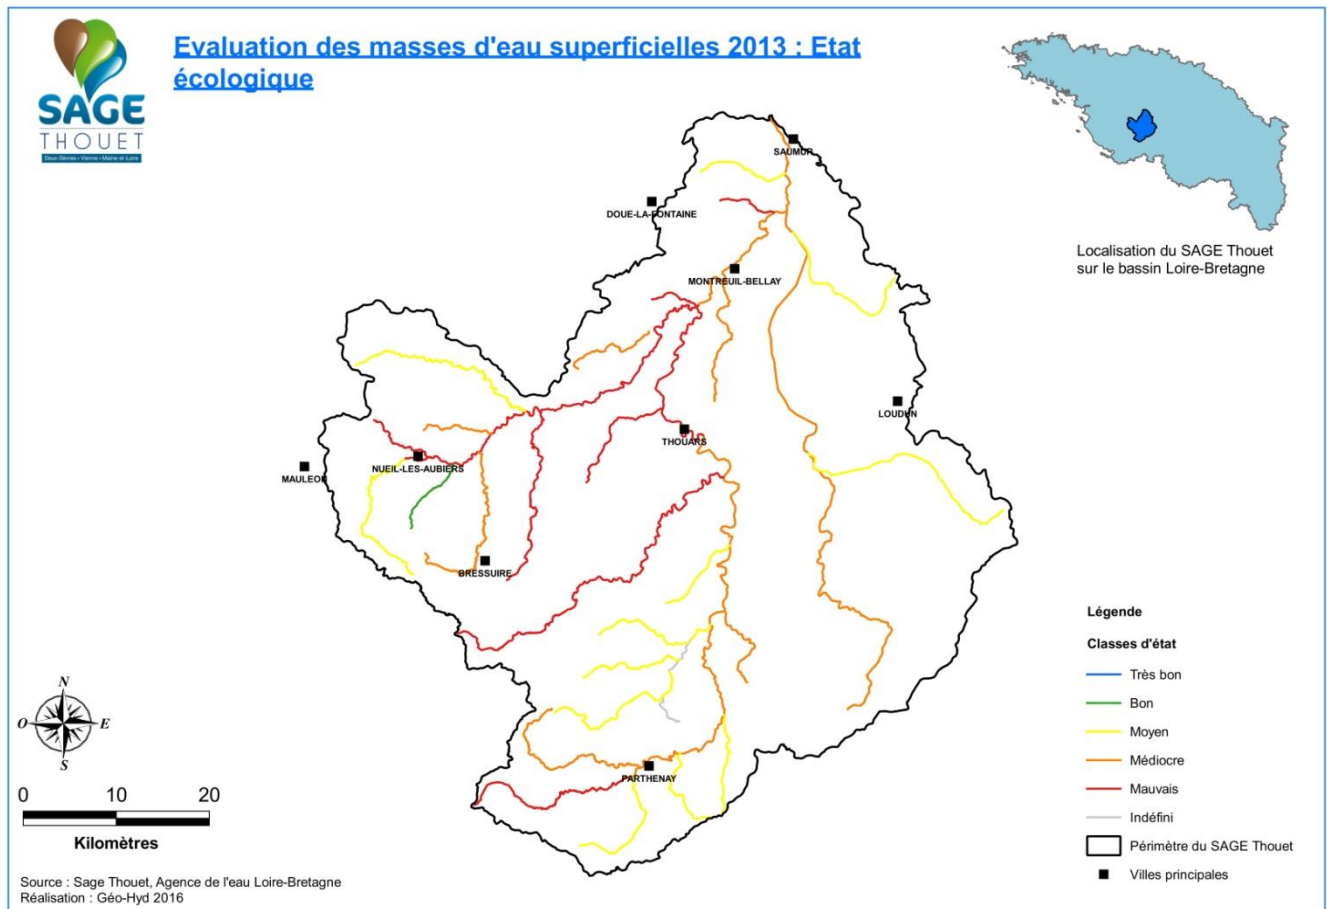 SAGE
THOUET
Deux-Sèvres • Vienne • Maine-et-Loire
Evaluation des masses d'eau superficielles 2013 : Etat
écologique
Localisation du SAGE Thouet
sur le bassin Loire-Bretagne
SAUMUR
DOUE-LA-FONTAINE
MONTREUIL-BELLAY
LOUDUN
THOUARS
NUEIL-LES-AUBIERS
MAULEON
BRESSUIRE
PARTHENAY
Légende
Classes d'état
Très bon
Bon
Moyen
Médiocre
Mauvais
Indéfini
Périmètre du SAGE Thouet
Villes principales
N
O E
S
0 10 20
Kilomètres
Source : Sage Thouet, Agence de l'eau Loire-Bretagne
Réalisation : Géo-Hyd 2016